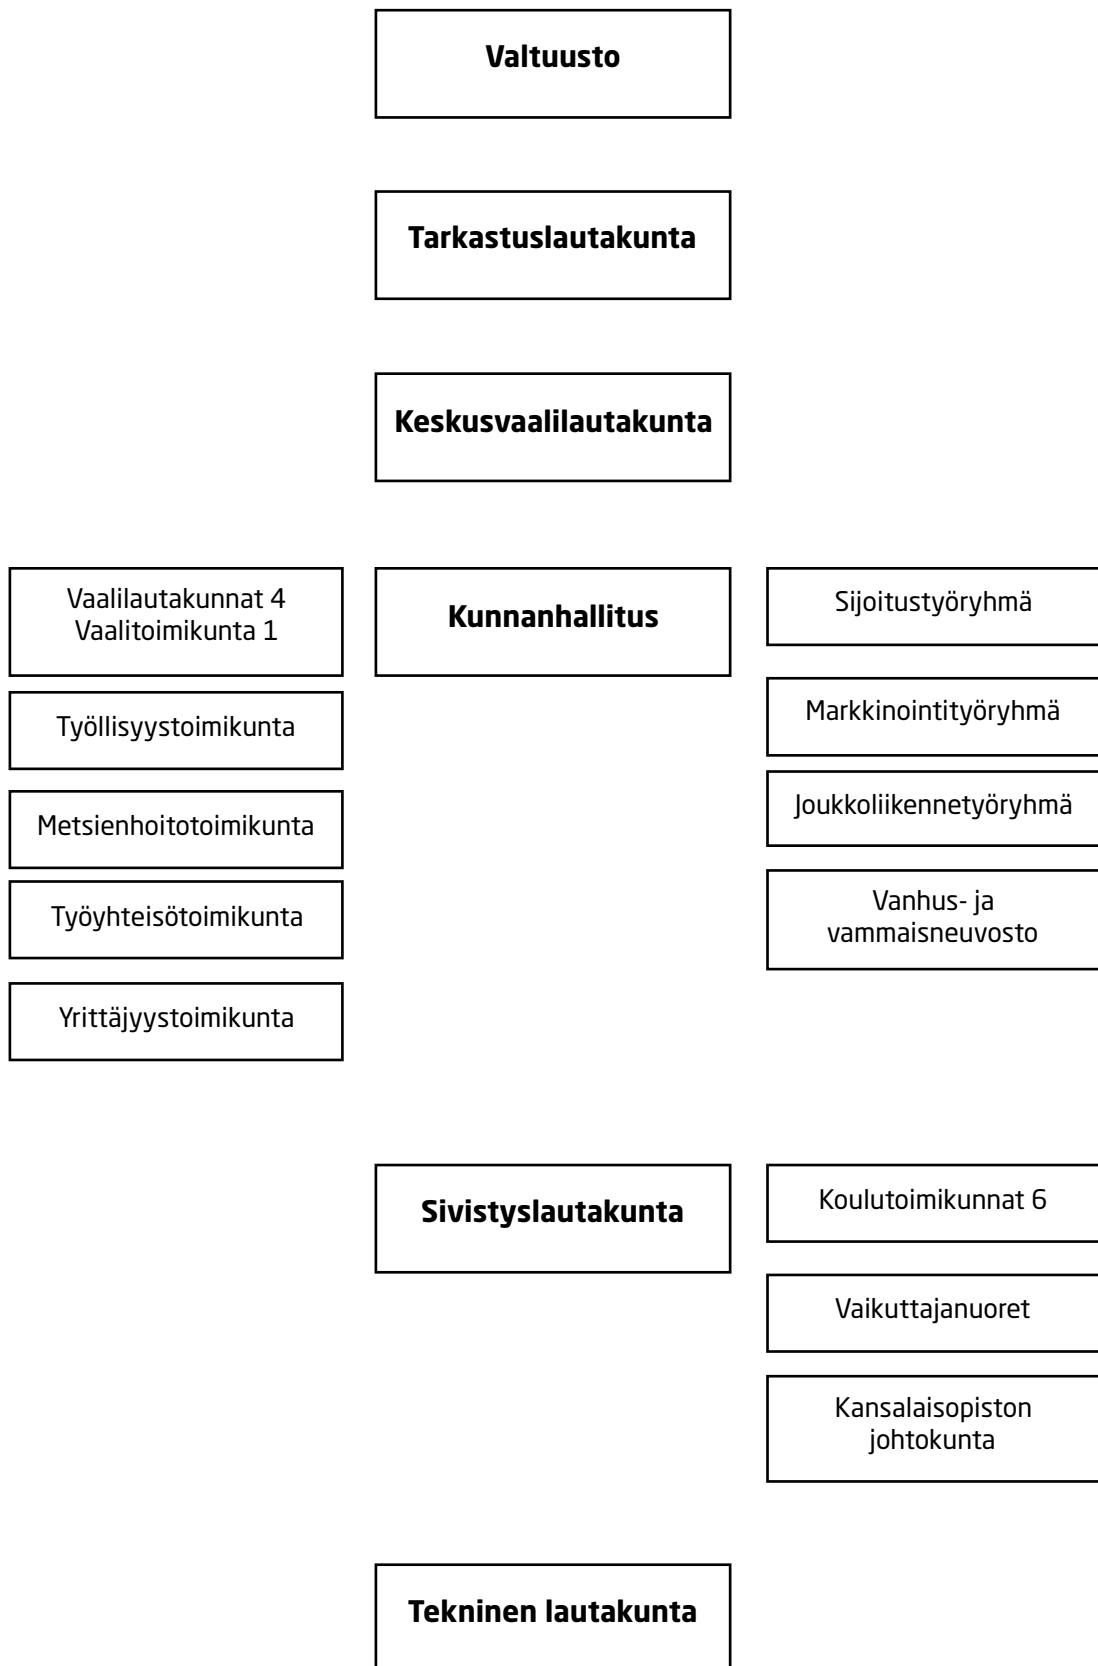 Valtuusto
Tarkastuslautakunta
Keskusvaalilautakunta
Vaalilautakunnat 4
Vaalitoimikunta 1
Työllisyystoimikunta
Metsienhoitotoimikunta
Työyhteisötoimikunta
Yrittäjyystoimikunta
Kunnanhallitus
Sijoitustyöryhmä
Markkinointityöryhmä
Joukkoliikennetyöryhmä
Vanhus- ja
vammaisneuvosto
Sivistyslautakunta
Koulutoimikunnat 6
Vaikuttajanuoret
Kansalaisopiston
johtokunta
Tekninen lautakunta